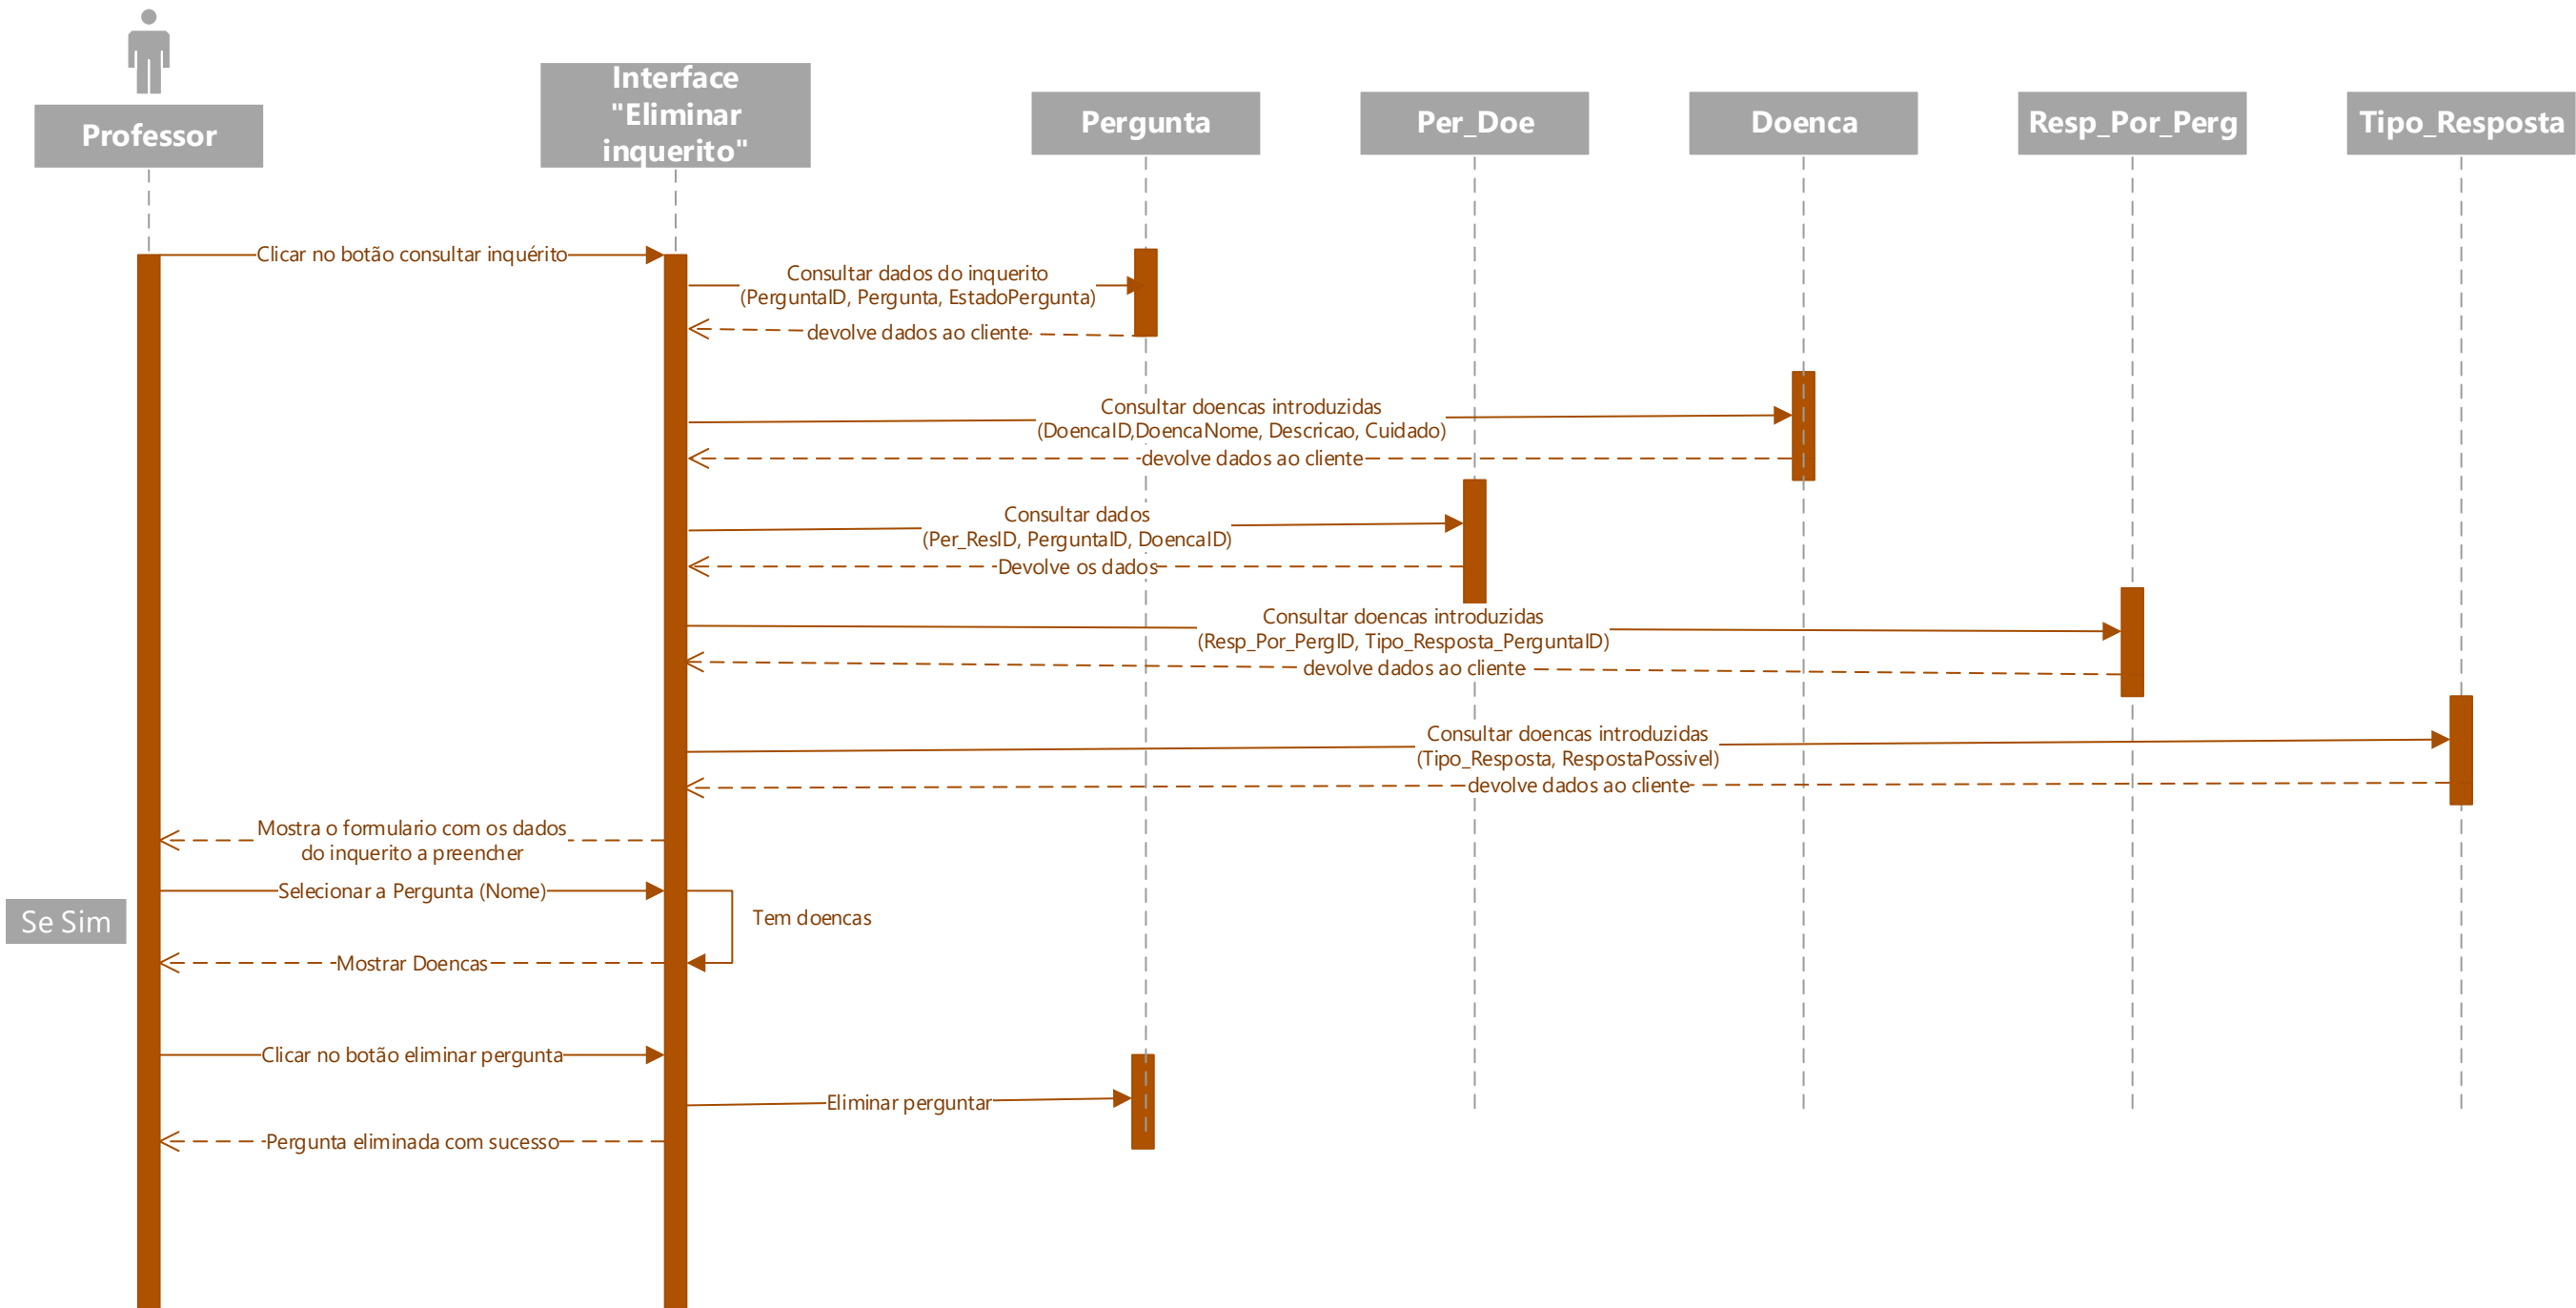 Professor
Interface
"Eliminar
inquerito"
Pergunta
Per_Doe
Doenca
Resp_Por_Perg
Tipo_Resposta
Clicar no botão consultar inquérito
Consultar dados do inquerito
(PerguntaID, Pergunta, EstadoPergunta)
devolve dados ao cliente
Consultar doencas introduzidas
(DoencaID,DoencaNome, Descricao, Cuidado)
devolve dados ao cliente
Consultar dados
(Per_ResID, PerguntaID, DoencaID)
Devolve os dados
Consultar doencas introduzidas
(Resp_Por_PergID, Tipo_Resposta_PerguntaID)
devolve dados ao cliente
Consultar doencas introduzidas
(Tipo_Resposta, RespostaPossivel)
devolve dados ao cliente
Mostra o formulario com os dados
do inquerito a preencher
Selecionar a Pergunta (Nome)
Se Sim
Tem doencas
Mostrar Doencas
Clicar no botão eliminar pergunta
Eliminar perguntar
Pergunta eliminada com sucesso